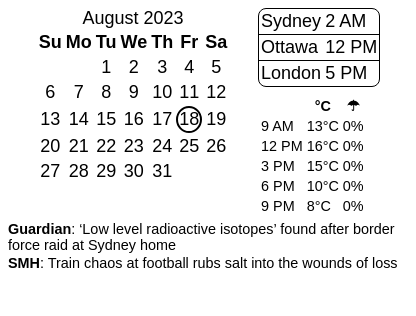 August 2023
Su Mo Tu We Th Fr Sa
1 2 3 4 5
6 7 8 9 10 11 12
13 14 15 16 17 18 19
20 21 22 23 24 25 26
27 28 29 30 31
Sydney 2 AM
Ottawa 12 PM
London 5 PM
°C ☂
9 AM 13°C 0%
12 PM 16°C 0%
3 PM 15°C 0%
6 PM 10°C 0%
9 PM 8°C 0%
Guardian: ‘Low level radioactive isotopes’ found after border
force raid at Sydney home
SMH: Train chaos at football rubs salt into the wounds of loss